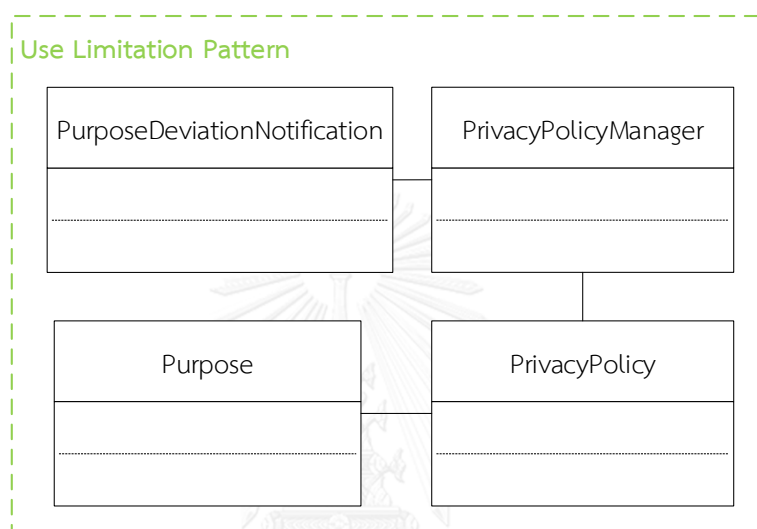 Use Limitation Pattern
PurposeDeviationNotification
PrivacyPolicyManager
Purpose
PrivacyPolicy